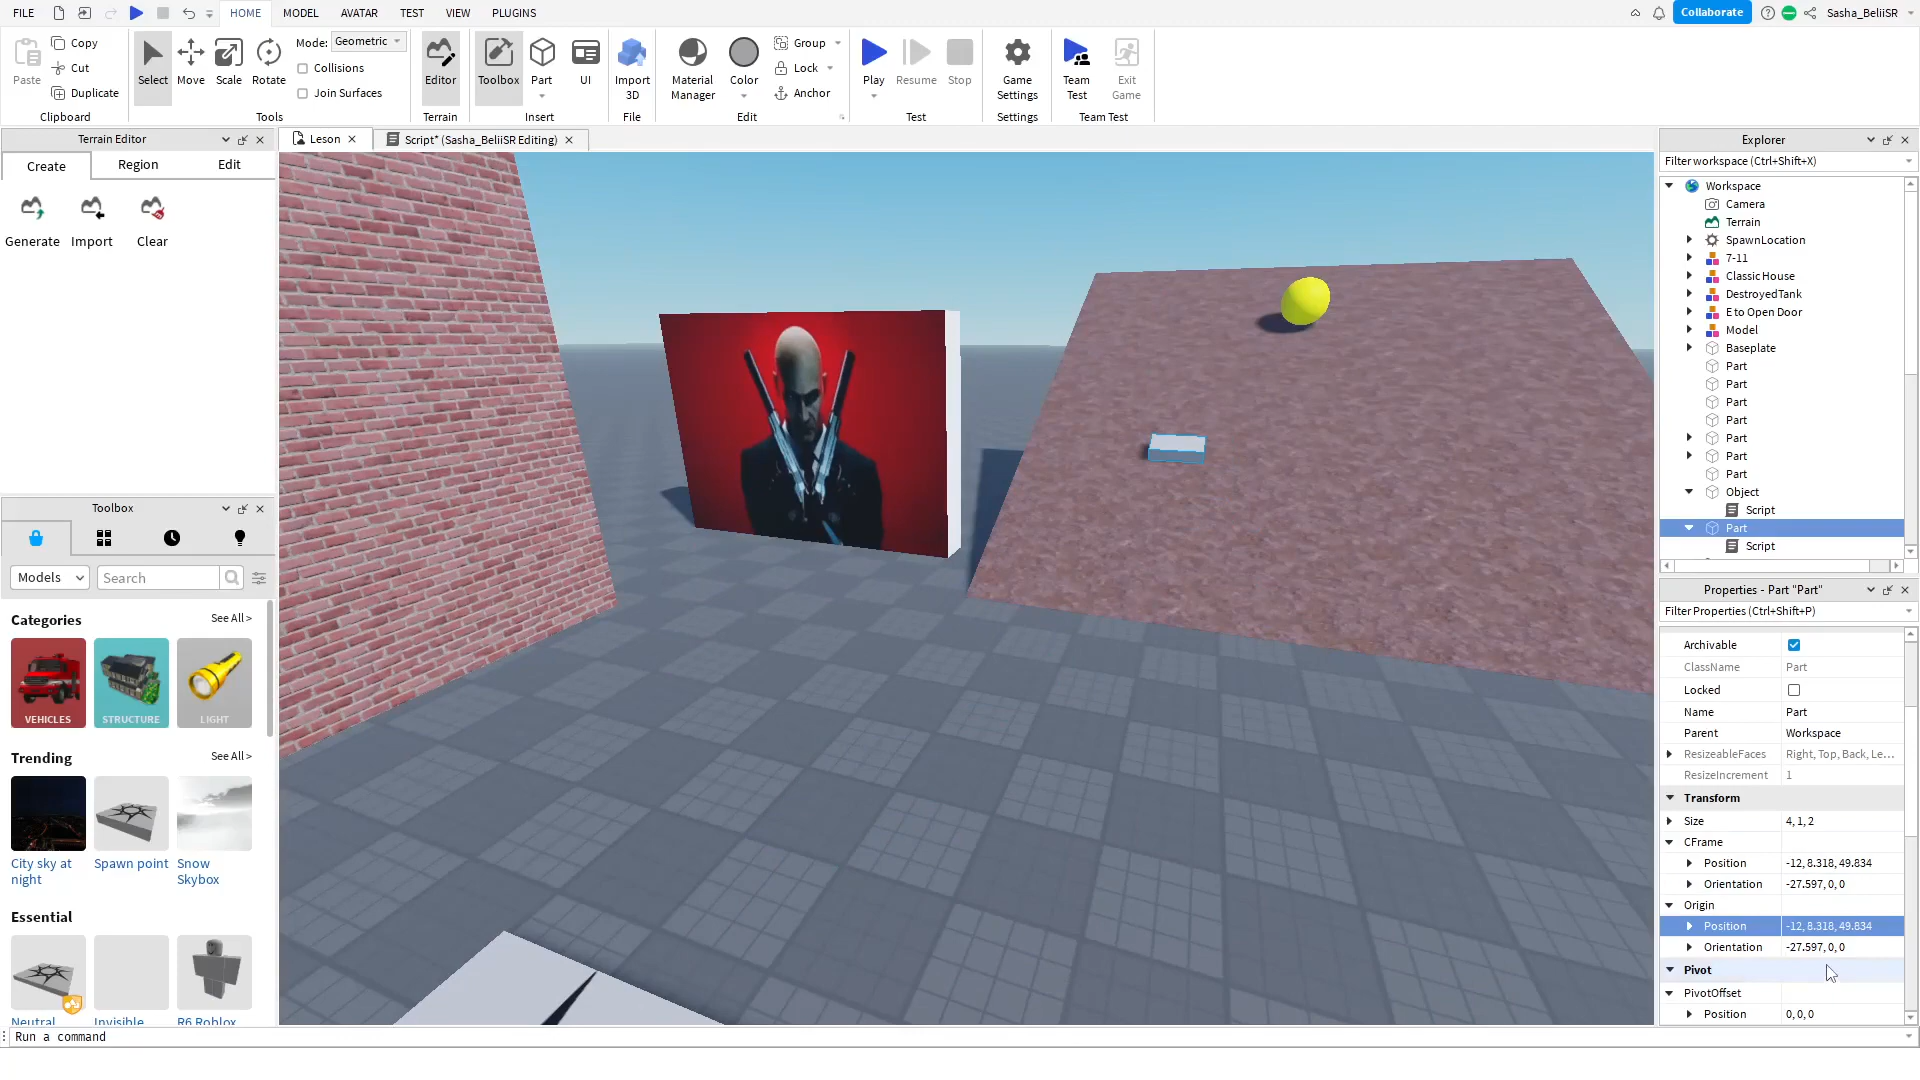 FILE HOME MODEL AVATAR TEST VIEW PLUGINS Collaborate Sasha_BeliiSR
Paste Copy Cut Duplicate
Clipboard
Select Move Scale Rotate
Mode: Geometric
Collisions
Join Surfaces
Tools
Editor
Terrain
Toolbox Part UI
Insert
Import
3D
File
Material
Manager
Color
Group
Lock
Anchor
Edit
Play Resume Stop
Test
Game
Settings
Settings
Team
Test
Exit
Game
Team Test
Terrain Editor
Create Region Edit
Generate Import Clear
Toolbox
Models Search
Categories See All >
VEHICLES STRUCTURE LIGHT
Trending See All >
City sky at
night
Spawn point
Snow
Skybox
Essential
Neutral Invisible R6 Roblox
Leson
Script* (Sasha_BeliiSR Editing)
Explorer
Filter workspace (Ctrl+Shift+X)
Workspace
Camera
Terrain
SpawnLocation
7-11
Classic House
DestroyedTank
E to Open Door
Model
Baseplate
Part
Part
Part
Part
Part
Part
Part
Object
Script
Part
Script
Properties - Part "Part"
Filter Properties (Ctrl+Shift+P)
Archivable
ClassName Part
Locked
Name Part
Parent Workspace
ResizeableFaces Right, Top, Back, Le...
ResizeIncrement 1
Transform
Size 4, 1, 2
CFrame
Position -12, 8.318, 49.834
Orientation -27.597, 0, 0
Origin
Position -12, 8.318, 49.834
Orientation -27.597, 0, 0
Pivot
PivotOffset
Position 0, 0, 0
Run a command